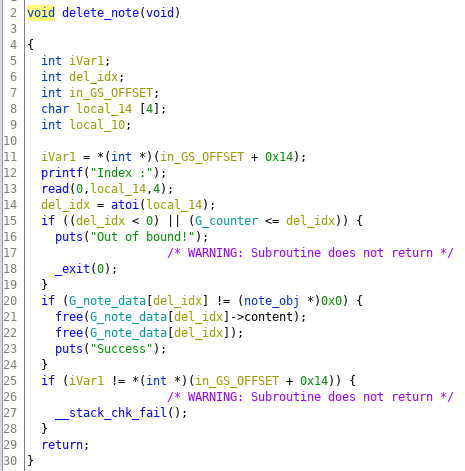 2 void delete_note(void)
3
4 {
5   int iVar1;
6   int del_idx;
7   int in_GS_OFFSET;
8   char local_14 [4];
9   int local_10;
10
11   iVar1 = *(int *)(in_GS_OFFSET + 0x14);
12   printf("Index :");
13   read(0,local_14,4);
14   del_idx = atoi(local_14);
15   if ((del_idx < 0) || (G_counter <= del_idx)) {
16     puts("Out of bound!");
17                     /* WARNING: Subroutine does not return */
18     _exit(0);
19   }
20   if (G_note_data[del_idx] != (note_obj *)0x0) {
21     free(G_note_data[del_idx]->content);
22     free(G_note_data[del_idx]);
23     puts("Success");
24   }
25   if (iVar1 != *(int *)(in_GS_OFFSET + 0x14)) {
26                     /* WARNING: Subroutine does not return */
27     __stack_chk_fail();
28   }
29   return;
30 }